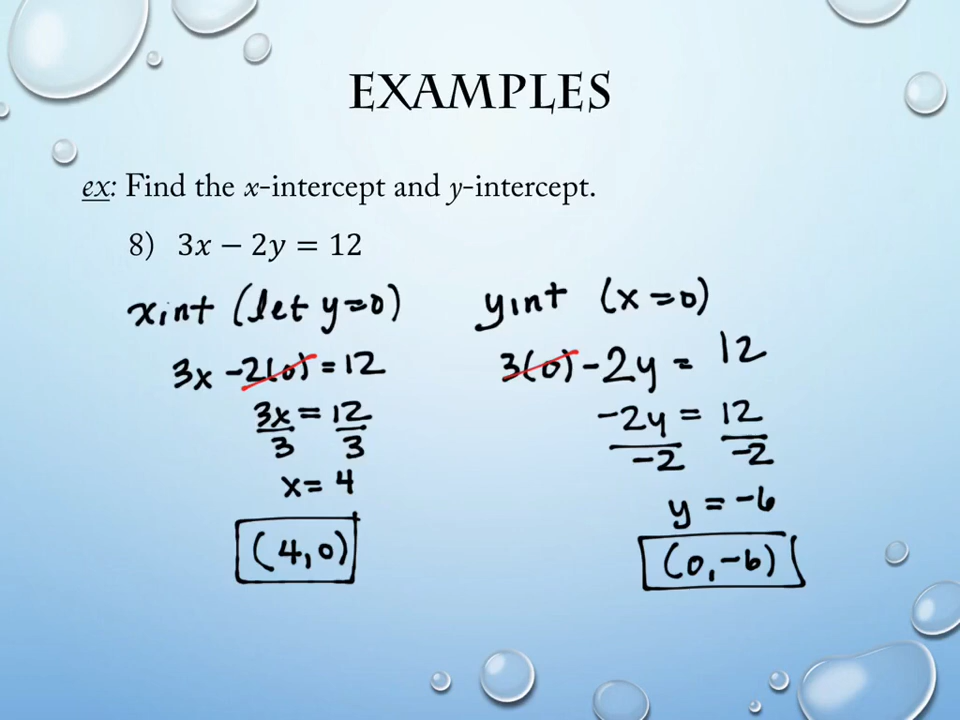 EXAMPLES
ex: Find the x-intercept and y-intercept.
8) 3x − 2y = 12
xint (let y=0)
3x -2(0) = 12
3x = 12
3 3
x= 4
(4,0)
yint (x=0)
3(0) -2y = 12
-2y = 12
-2 -2
y = -6
(0,-6)